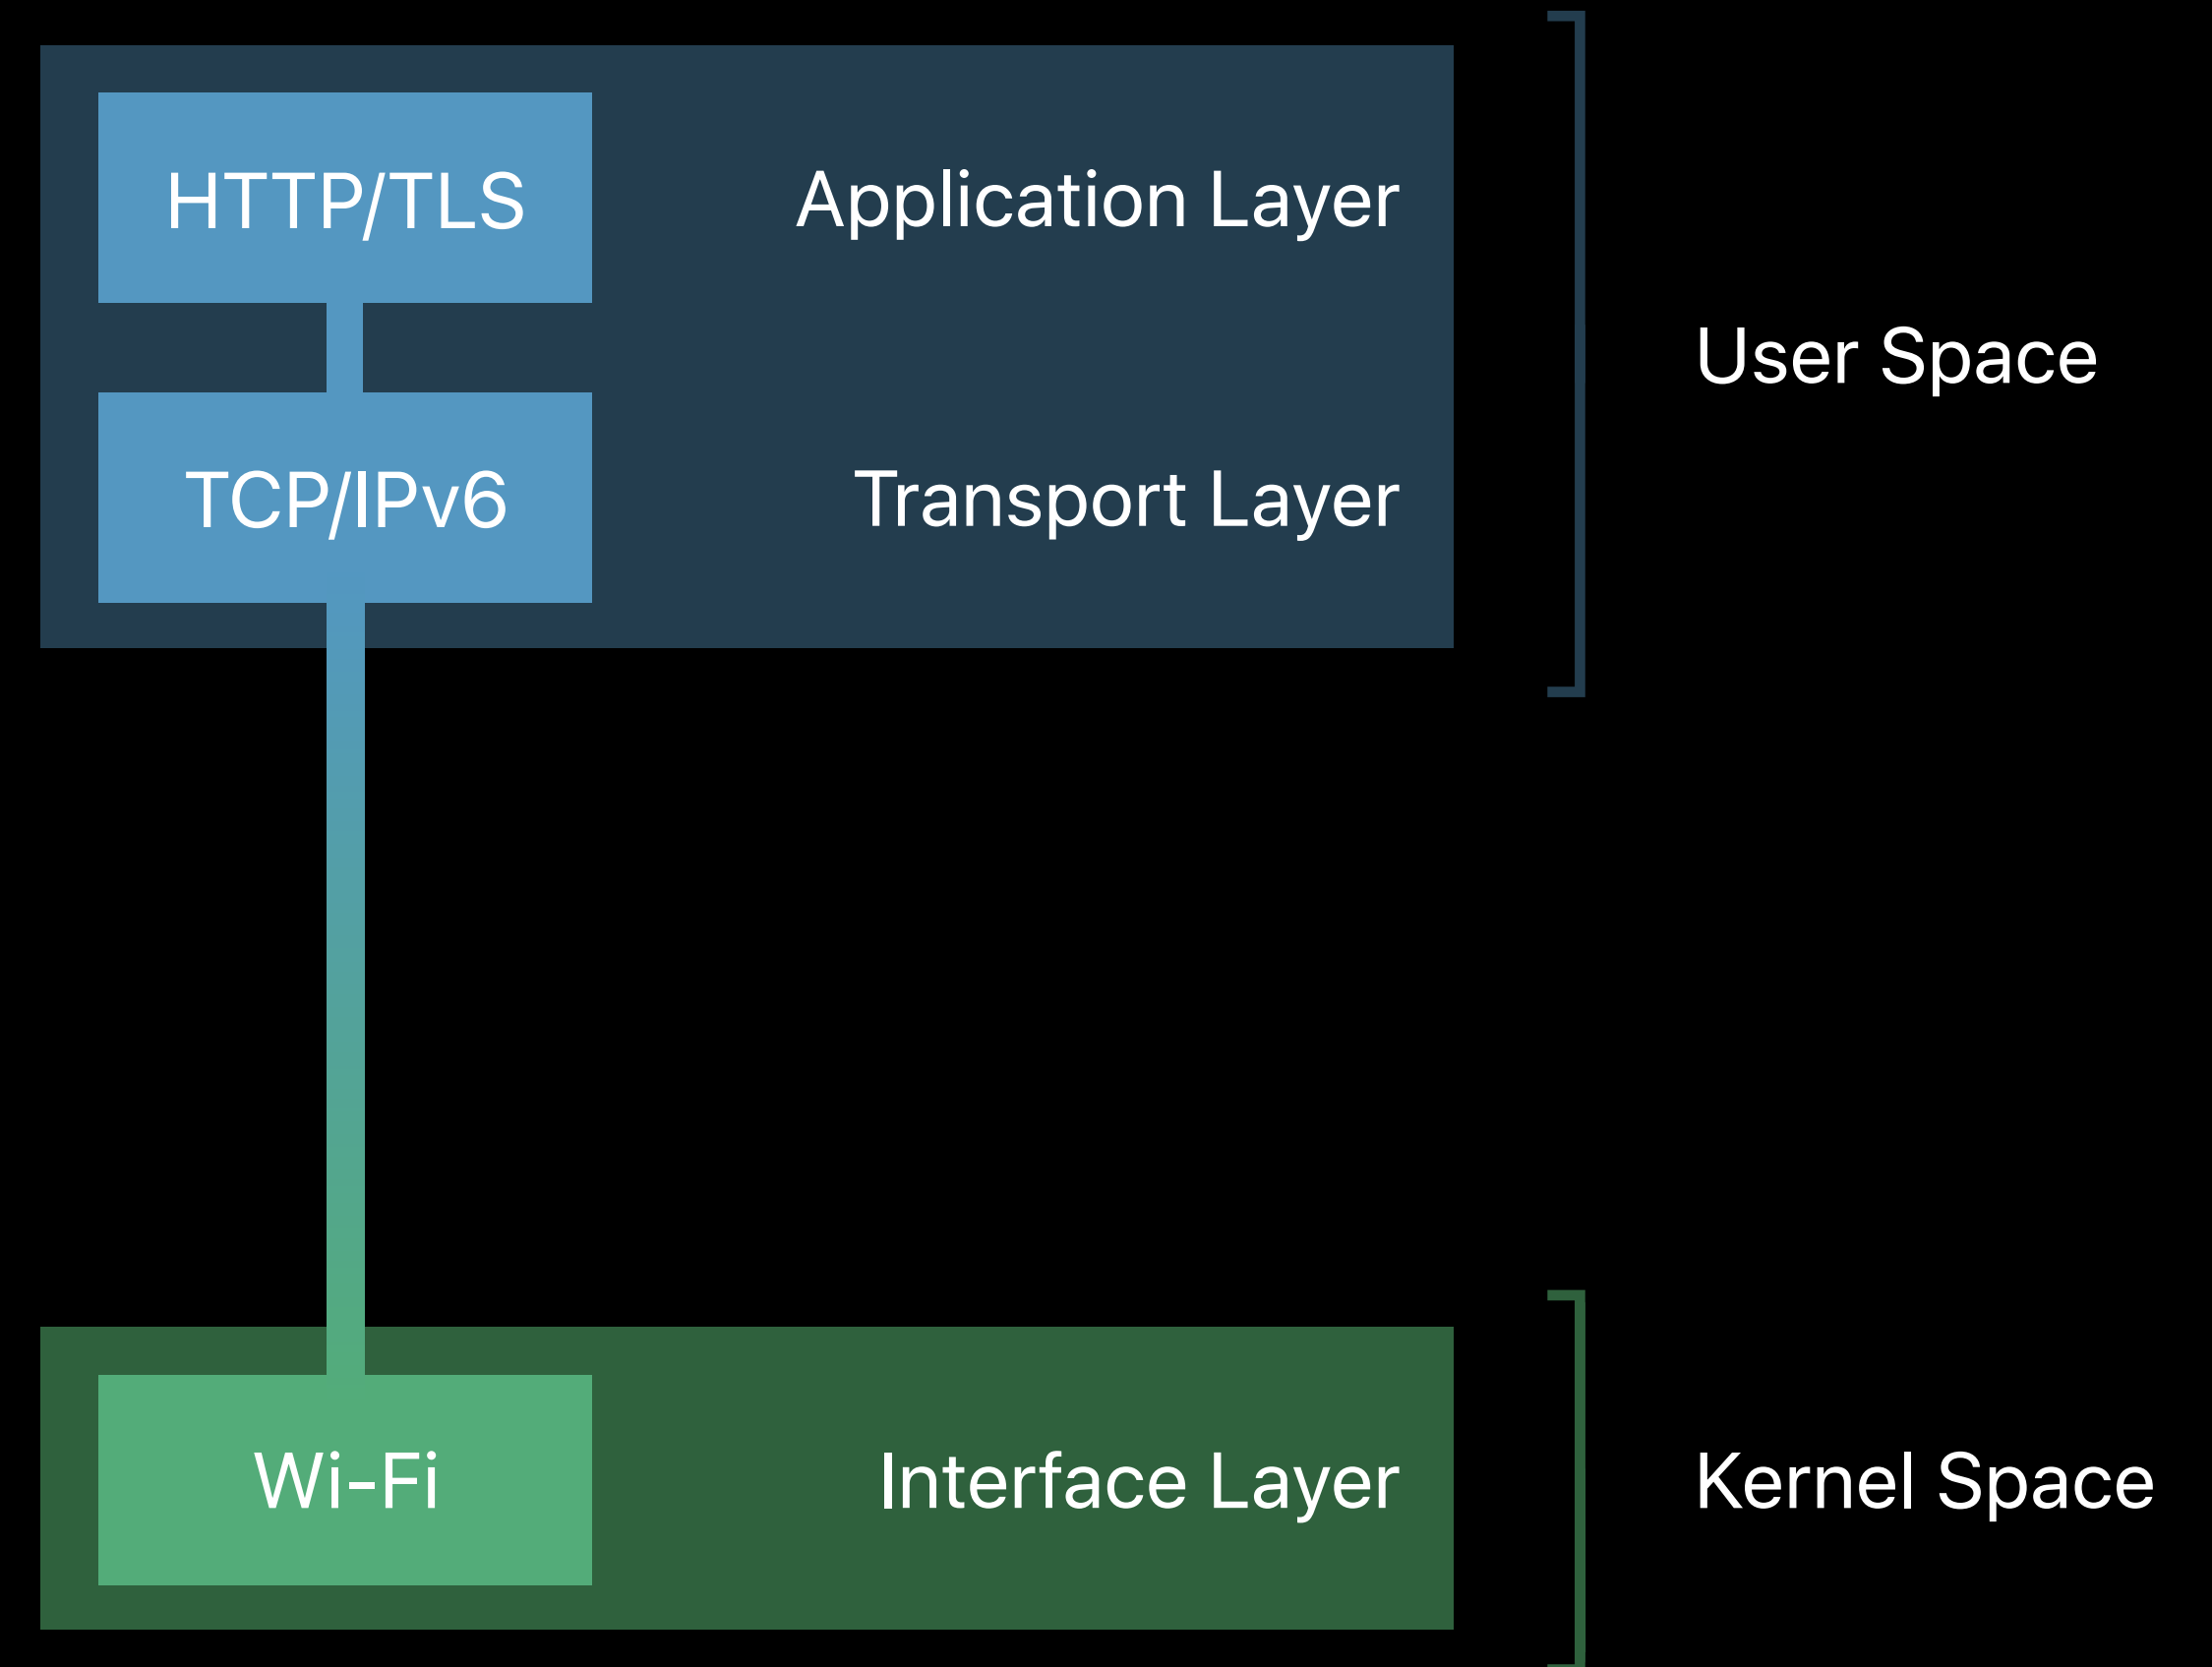 HTTP/TLS
Application Layer
User Space
TCP/IPv6
Transport Layer
Wi-Fi
Interface Layer
Kernel Space